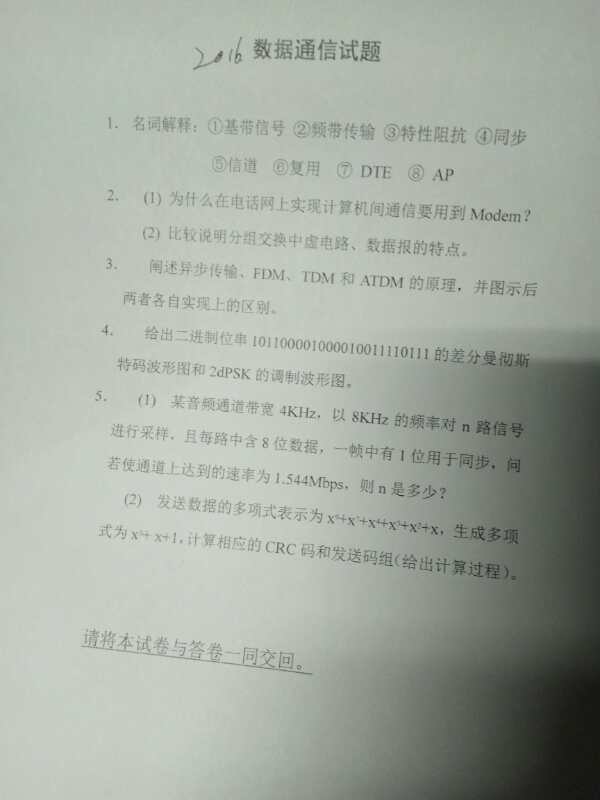 2016 数据通信试题
1. 名词解释：①基带信号 ②频带传输 ③特性阻抗 ④同步
⑤信道 ⑥复用 ⑦ DTE ⑧ AP
2. (1) 为什么在电话网上实现计算机间通信要用到 Modem？
(2) 比较说明分组交换中虚电路、数据报的特点。
3. 阐述异步传输、FDM、TDM 和 ATDM 的原理，并图示后
两者各自实现上的区别。
4. 给出二进制位串 101100001000010011110111 的差分曼彻斯
特码波形图和 2dPSK 的调制波形图。
5. (1) 某音频通道带宽 4KHz，以 8KHz 的频率对 n 路信号
进行采样，且每路中含 8 位数据，一帧中有 1 位用于同步，问
若使通道上达到的速率为 1.544Mbps，则 n 是多少？
(2) 发送数据的多项式表示为 +x，生成多项
式为 + x+1，计算相应的 CRC 码和发送码组（给出计算过程）。
请将本试卷与答卷一同交回。